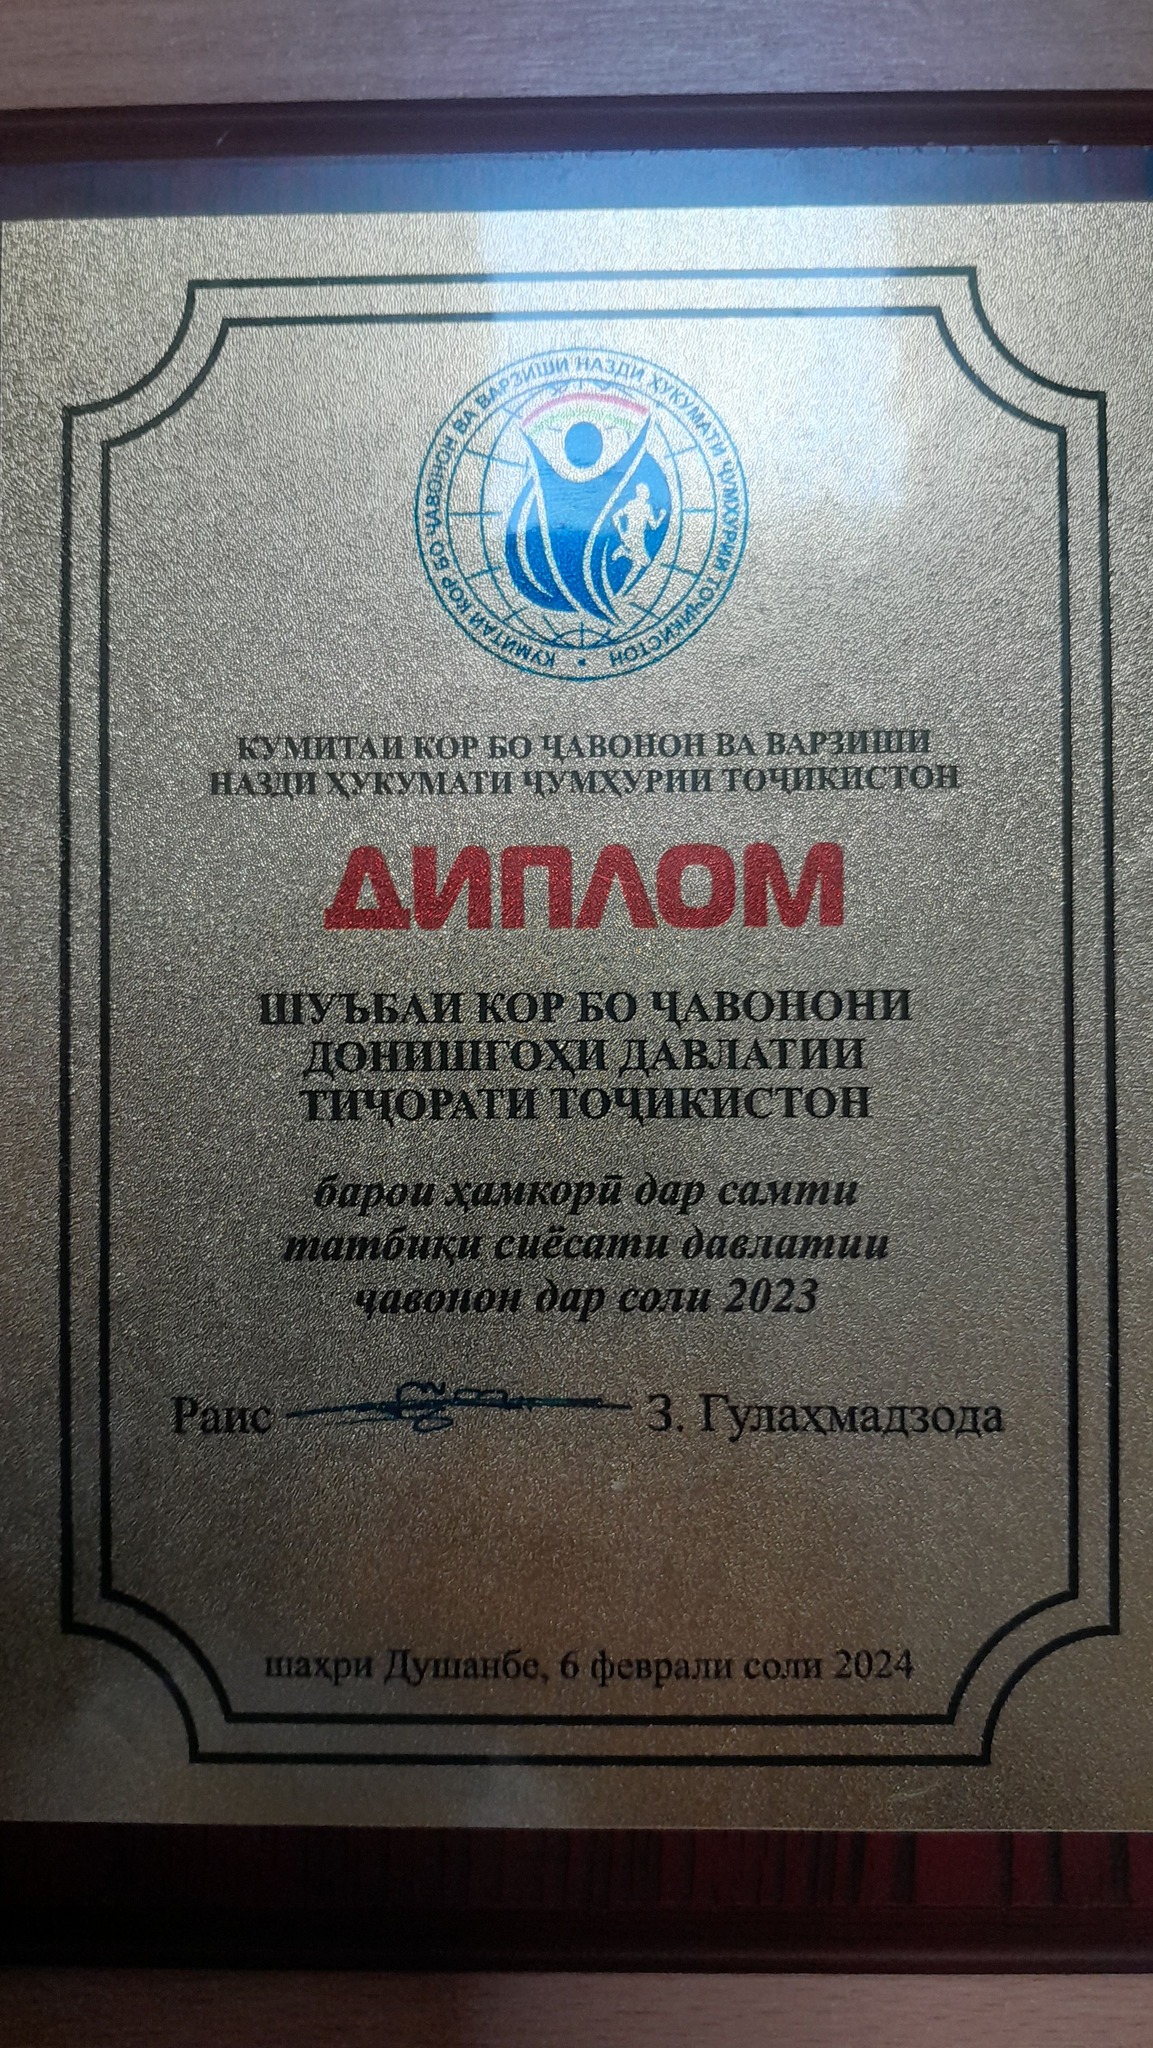 КУМИТАИ КОР БО ҶАВОНОН ВА ВАРЗИШИ НАЗДИ ҲУКУМАТИ ҶУМҲУРИИ ТОҶИКИСТОН
КУМИТАИ КОР БО ҶАВОНОН ВА ВАРЗИШИ
НАЗДИ ҲУКУМАТИ ҶУМҲУРИИ ТОҶИКИСТОН
ДИПЛОМ
ШУЪБАИ КОР БО ҶАВОНОНИ
ДОНИШГОҲИ ДАВЛАТИИ
ТИҶОРАТИ ТОҶИКИСТОН
барои ҳамкорӣ дар самти
татбиқи сиёсати давлатии
ҷавонон дар соли 2023
Раис З. Гулаҳмадзода
шаҳри Душанбе, 6 феврали соли 2024